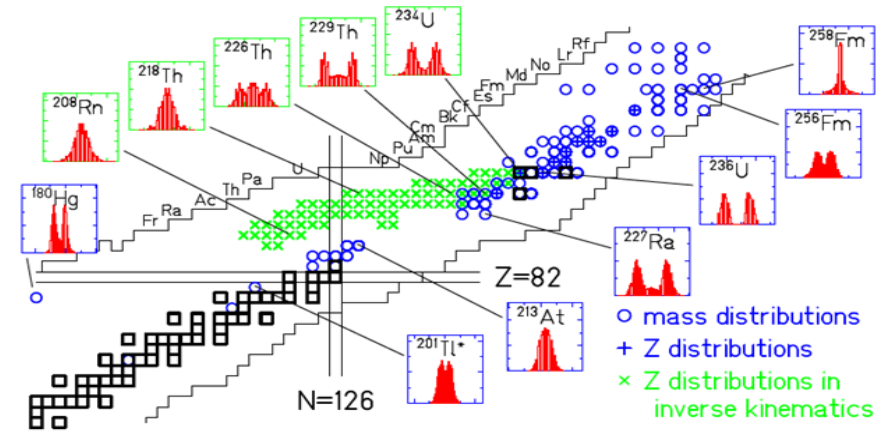 234U
229Th
226Th
218Th
208Rn
180Hg
258Fm
256Fm
236U
227Ra
213At
201Tl*
Rf
Lr
No
Md
Fm
Es
Cf
Bk
Cm
Am
Pu
Np
U
Pa
Th
Ac
Ra
Fr
Z=82
N=126
mass distributions
+ Z distributions
× Z distributions in
inverse kinematics